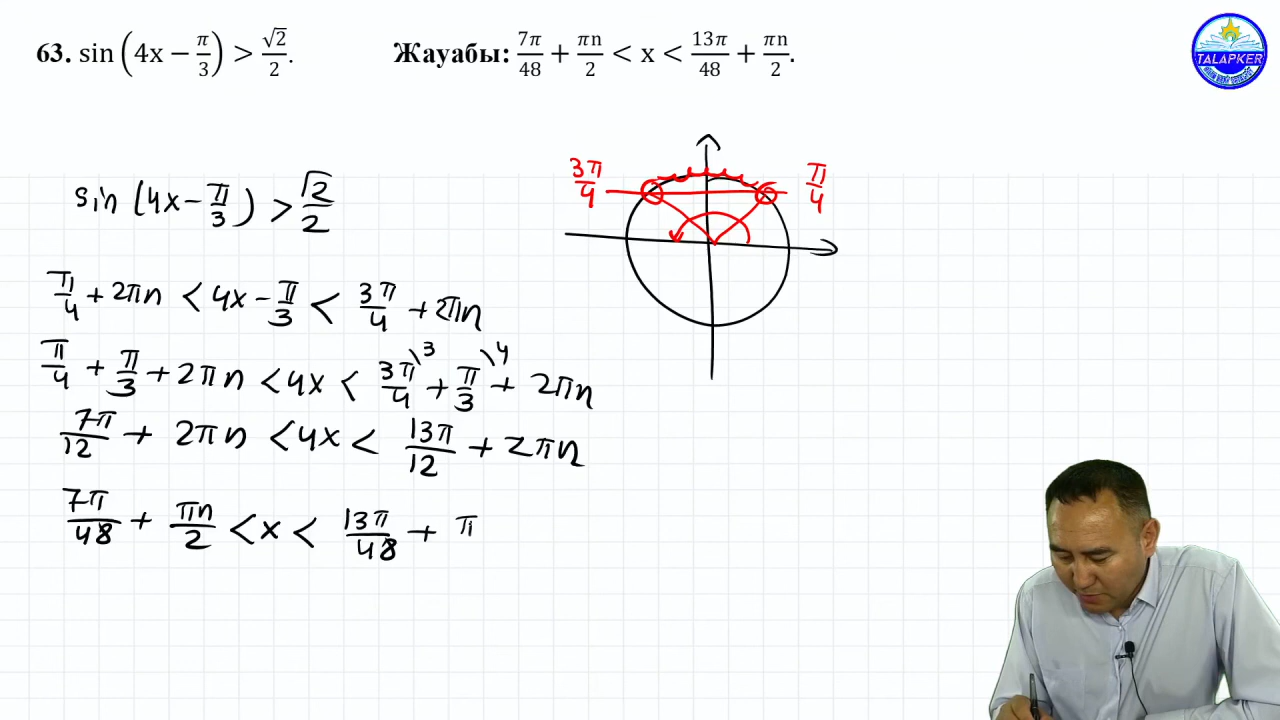 63. sin (4x − π/3) > √2/2.
Жауабы: 7π/48 + πn/2 < x < 13π/48 + πn/2.
TALAPKER
3π/4
π/4
sin (4x − π/3) > √2/2
π/4 + 2πn < 4x − π/3 < 3π/4 + 2πn
π/4 + π/3 + 2πn < 4x < 3π/4 \3 + π/3 \4 + 2πn
7π/12 + 2πn < 4x < 13π/12 + 2πn
7π/48 + πn/2 < x < 13π/48 + π